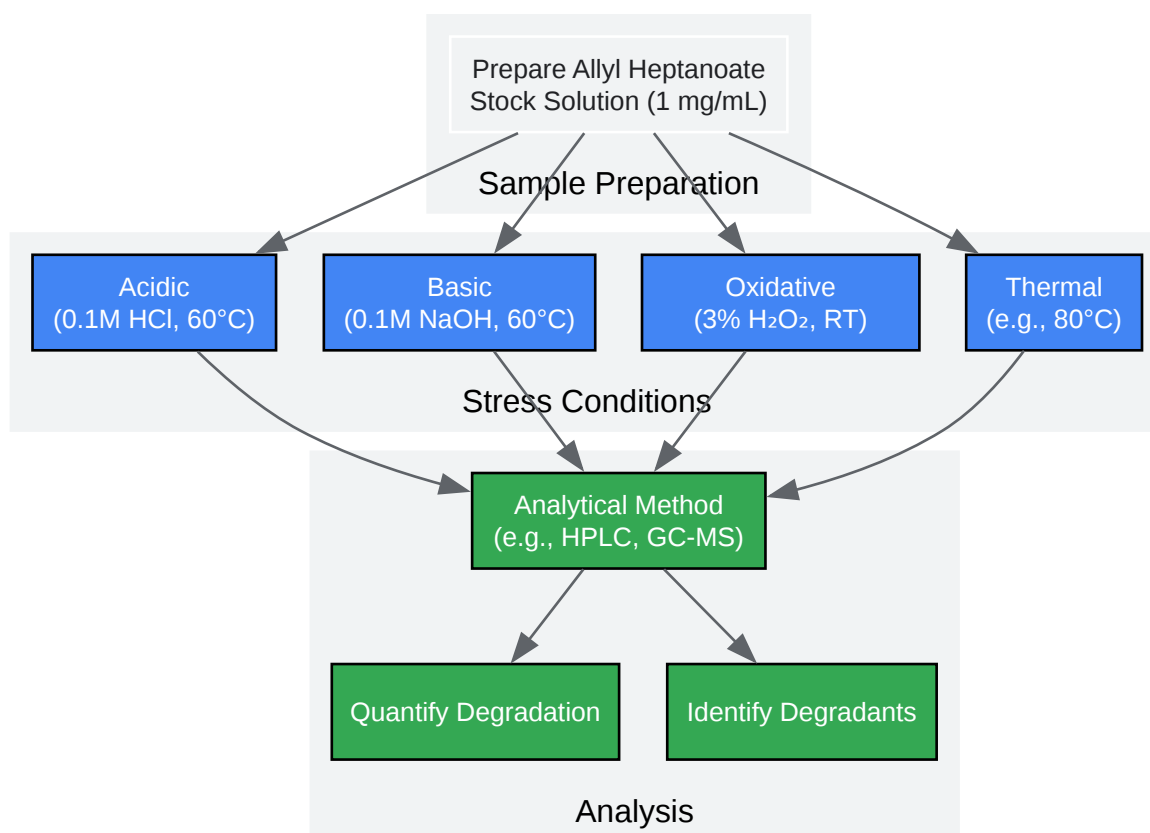 Prepare Allyl Heptanoate
Stock Solution (1 mg/mL)
Sample Preparation
Acidic
(0.1M HCl, 60°C)
Basic
(0.1M NaOH, 60°C)
Oxidative
(3% H₂O₂, RT)
Thermal
(e.g., 80°C)
Stress Conditions
Analytical Method
(e.g., HPLC, GC-MS)
Quantify Degradation
Identify Degradants
Analysis